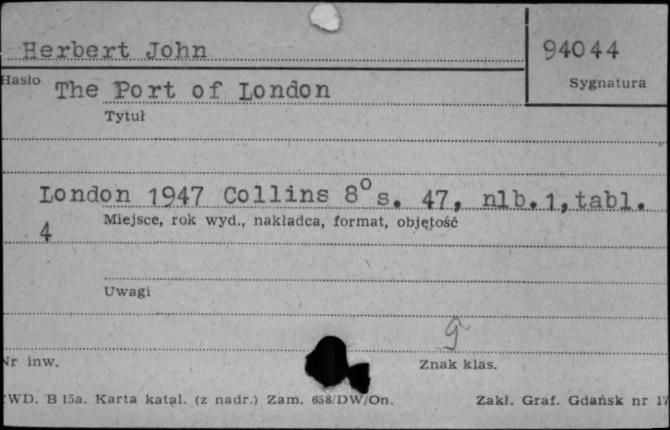 Herbert John
94044
Hasło
Sygnatura
The Port of London
Tytuł
London 1947 Collins 8° s. 47, nlb. 1, tabl.
4
Miejsce, rok wyd., nakładca, format, objętość
Uwagi
g
Nr inw.
Znak klas.
WD. B 15a. Karta katal. (z nadr.) Zam. 658/DW/On.
Zakł. Graf. Gdańsk nr 17